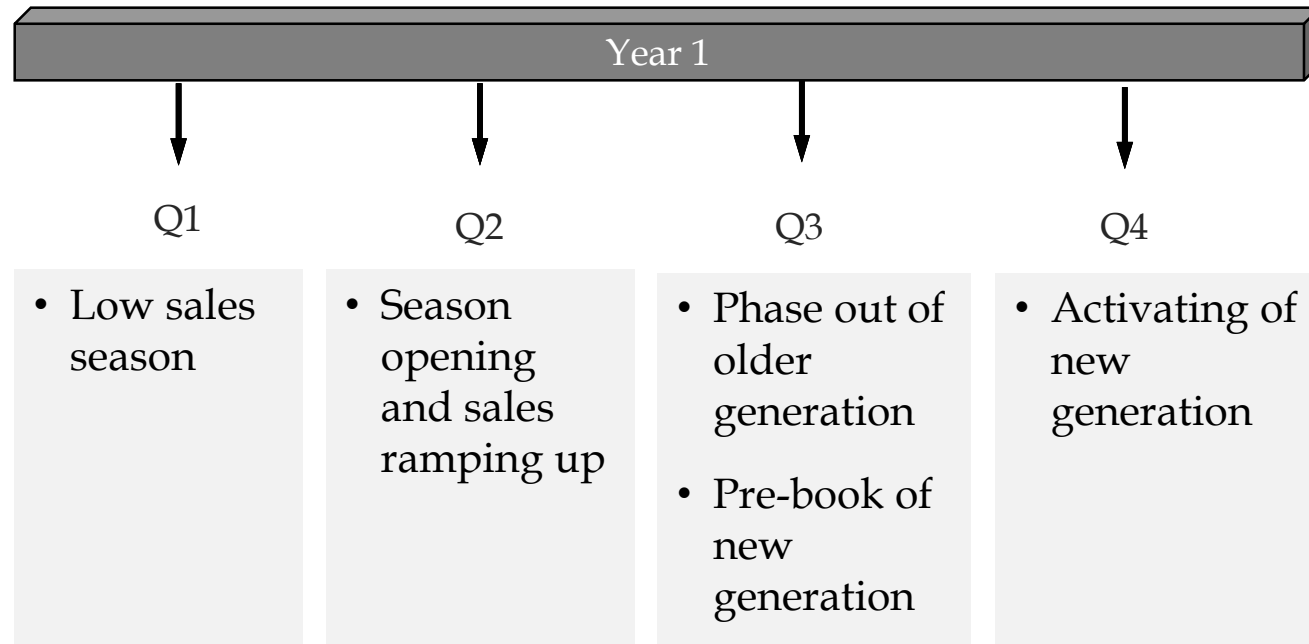 Year 1
Q1
Q2
Q3
Q4
• Low sales
season
• Season
opening
and sales
ramping up
• Phase out of
older
generation
• Pre-book of
new
generation
• Activating of
new
generation